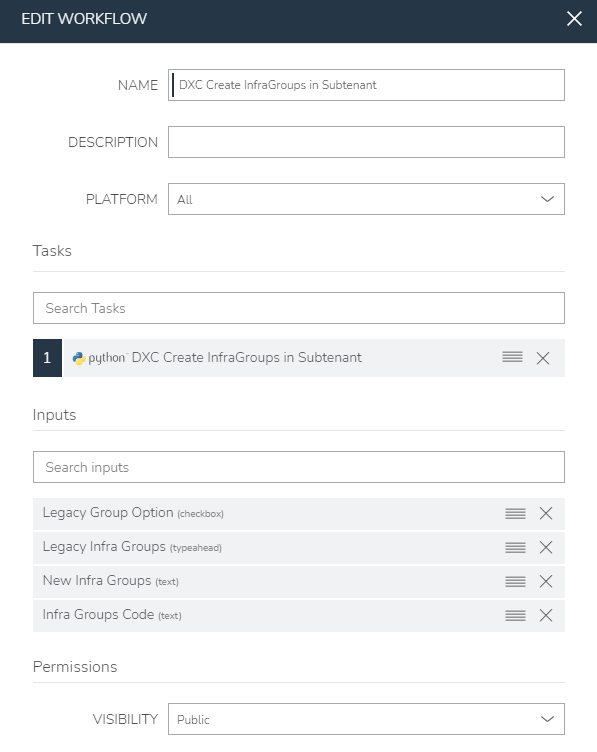 EDIT WORKFLOW
NAME DXC Create InfraGroups in Subtenant
DESCRIPTION
PLATFORM All
Tasks
Search Tasks
1 python DXC Create InfraGroups in Subtenant
Inputs
Search inputs
Legacy Group Option (checkbox)
Legacy Infra Groups (typeahead)
New Infra Groups (text)
Infra Groups Code (text)
Permissions
VISIBILITY Public